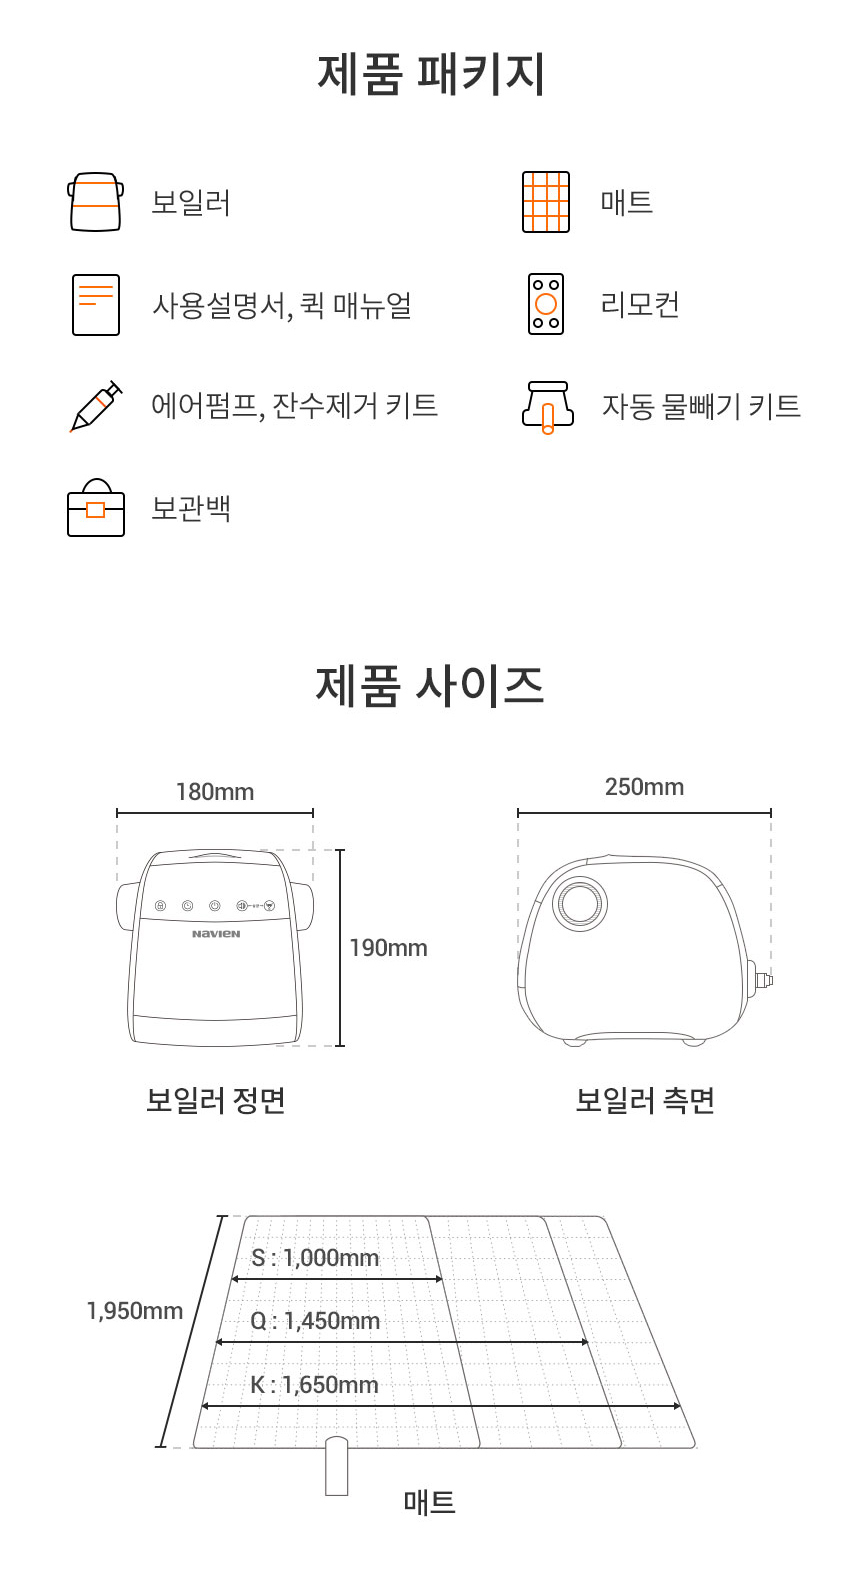 제품 패키지
보일러
매트
사용설명서, 퀵 매뉴얼
리모컨
에어펌프, 잔수제거 키트
자동 물빼기 키트
보관백
제품 사이즈
180mm
250mm
NAVIEN
190mm
보일러 정면
보일러 측면
S : 1,000mm
1,950mm
Q : 1,450mm
K : 1,650mm
매트